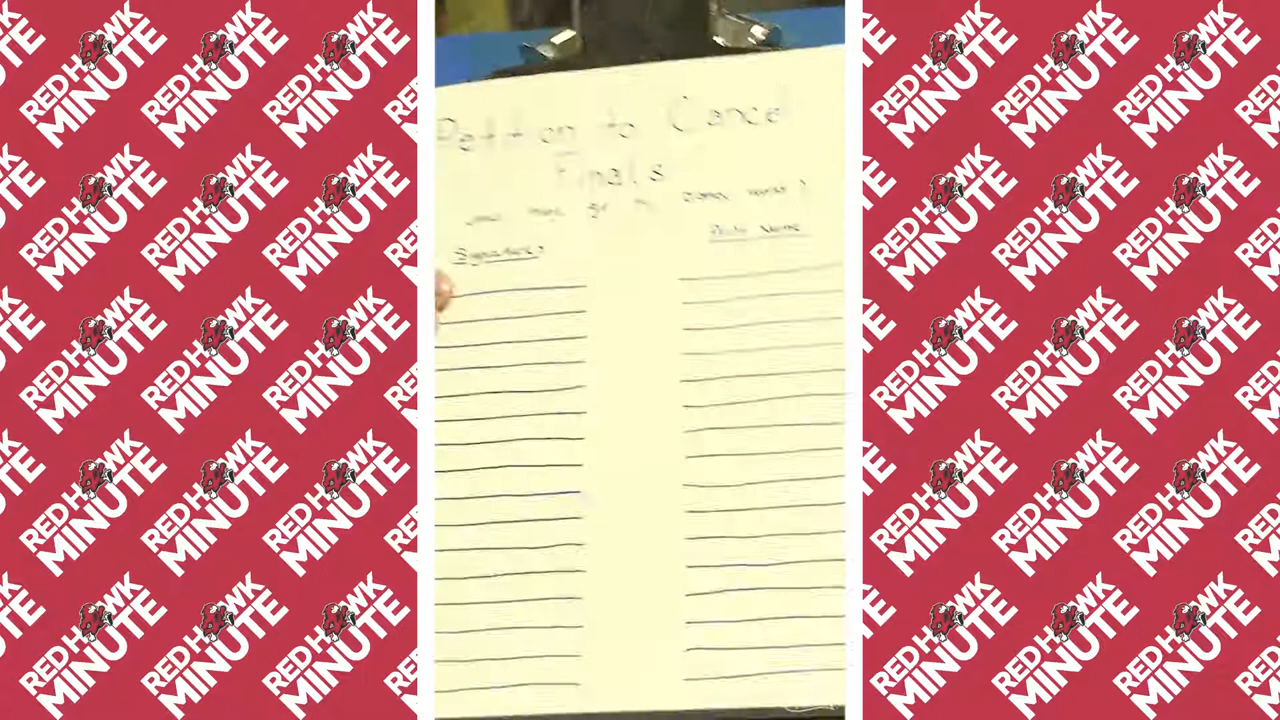 RED HAWK
MINUTE
Petition to Cancel
Finals
Signature:
Print Name